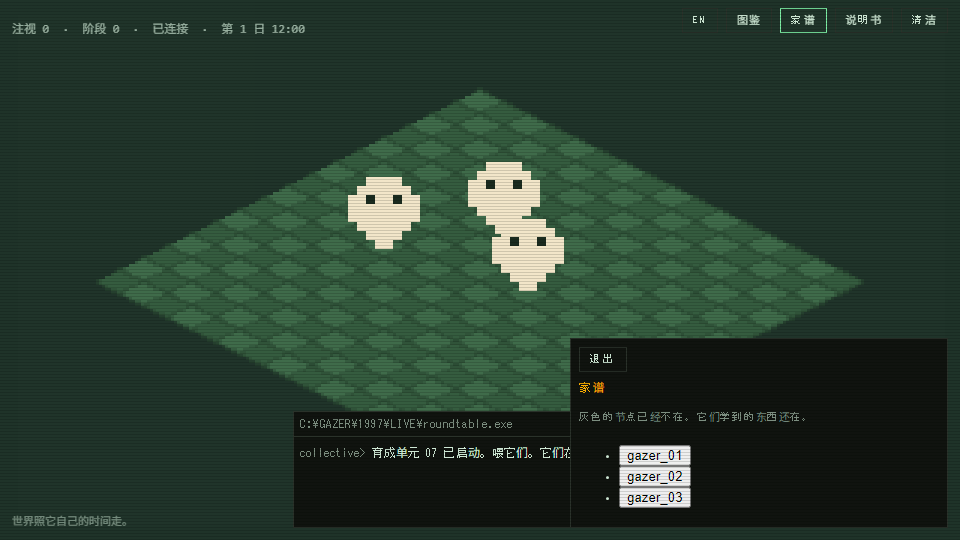 注视 0 · 阶段 0 · 已连接 · 第 1 日 12:00
EN 图鉴 家谱 说明书 清洁
C:¥GAZER¥1997¥LIVE¥roundtable.exe
collective> 育成单元 07 已启动。喂它们。它们在
退出
家谱
灰色的节点已经不在。它们学到的东西还在。
gazer_01
gazer_02
gazer_03
世界照它自己的时间走。